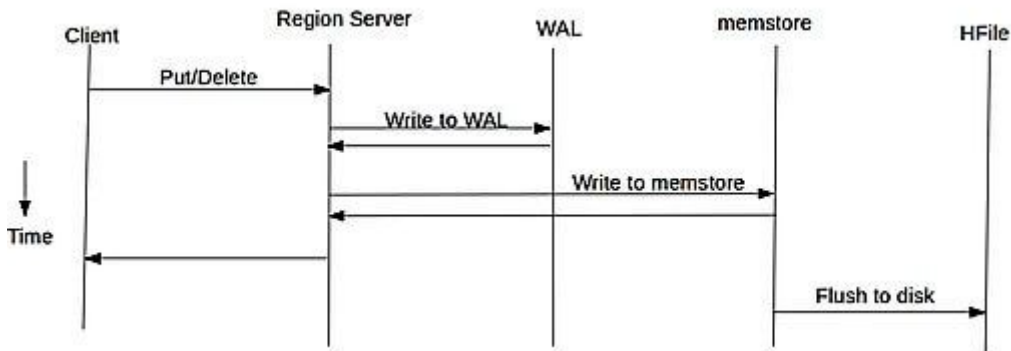 Client
Region Server
WAL
memstore
HFile
Put/Delete
Write to WAL
Write to memstore
Time
Flush to disk